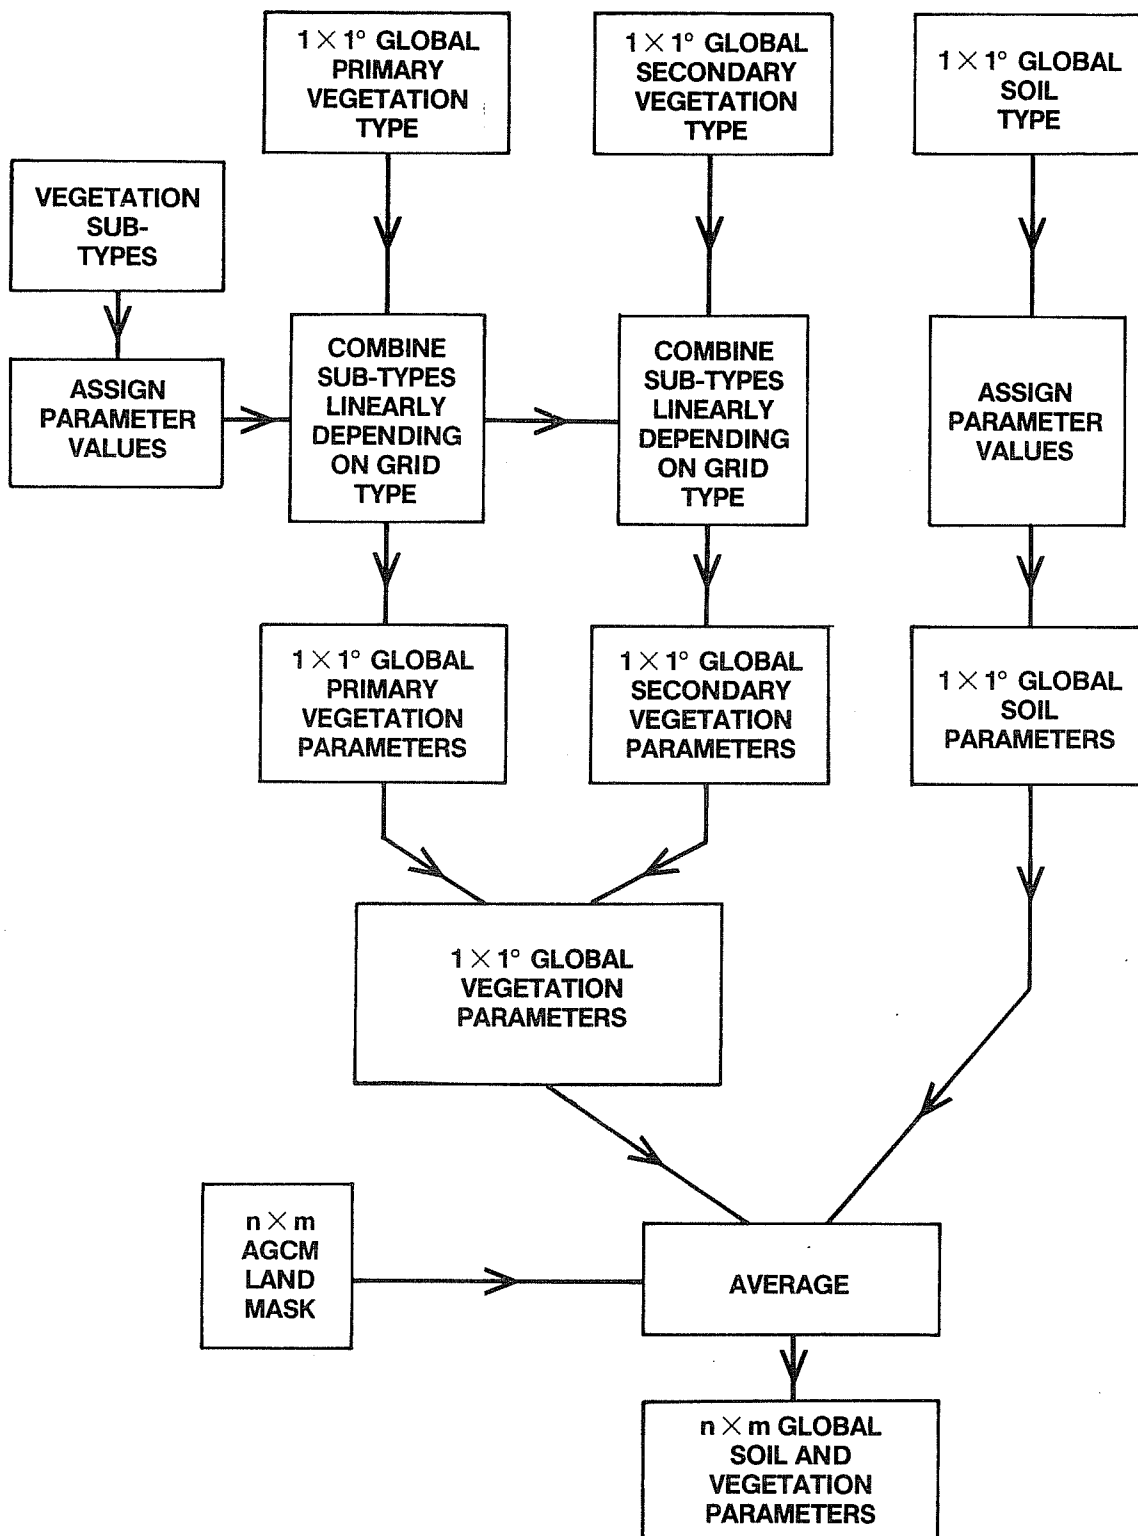 1 × 1° GLOBAL
PRIMARY
VEGETATION
TYPE
1 × 1° GLOBAL
SECONDARY
VEGETATION
TYPE
1 × 1° GLOBAL
SOIL
TYPE
VEGETATION
SUB-
TYPES
ASSIGN
PARAMETER
VALUES
COMBINE
SUB-TYPES
LINEARLY
DEPENDING
ON GRID
TYPE
COMBINE
SUB-TYPES
LINEARLY
DEPENDING
ON GRID
TYPE
ASSIGN
PARAMETER
VALUES
1 × 1° GLOBAL
PRIMARY
VEGETATION
PARAMETERS
1 × 1° GLOBAL
SECONDARY
VEGETATION
PARAMETERS
1 × 1° GLOBAL
SOIL
PARAMETERS
1 × 1° GLOBAL
VEGETATION
PARAMETERS
n × m
AGCM
LAND
MASK
AVERAGE
n × m GLOBAL
SOIL AND
VEGETATION
PARAMETERS